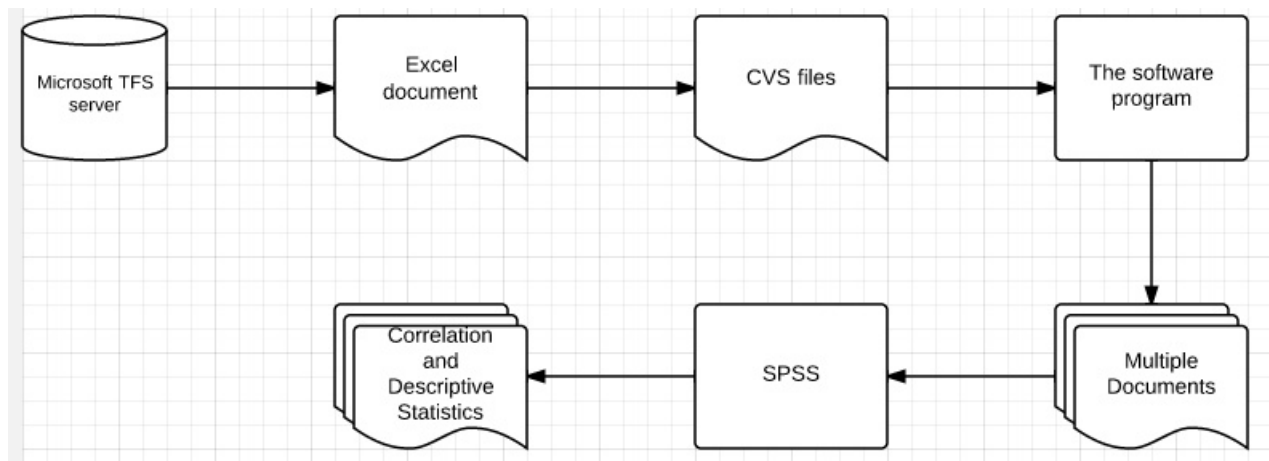 Microsoft TFS
server
Excel
document
CVS files
The software
program
Correlation
and
Descriptive
Statistics
SPSS
Multiple
Documents